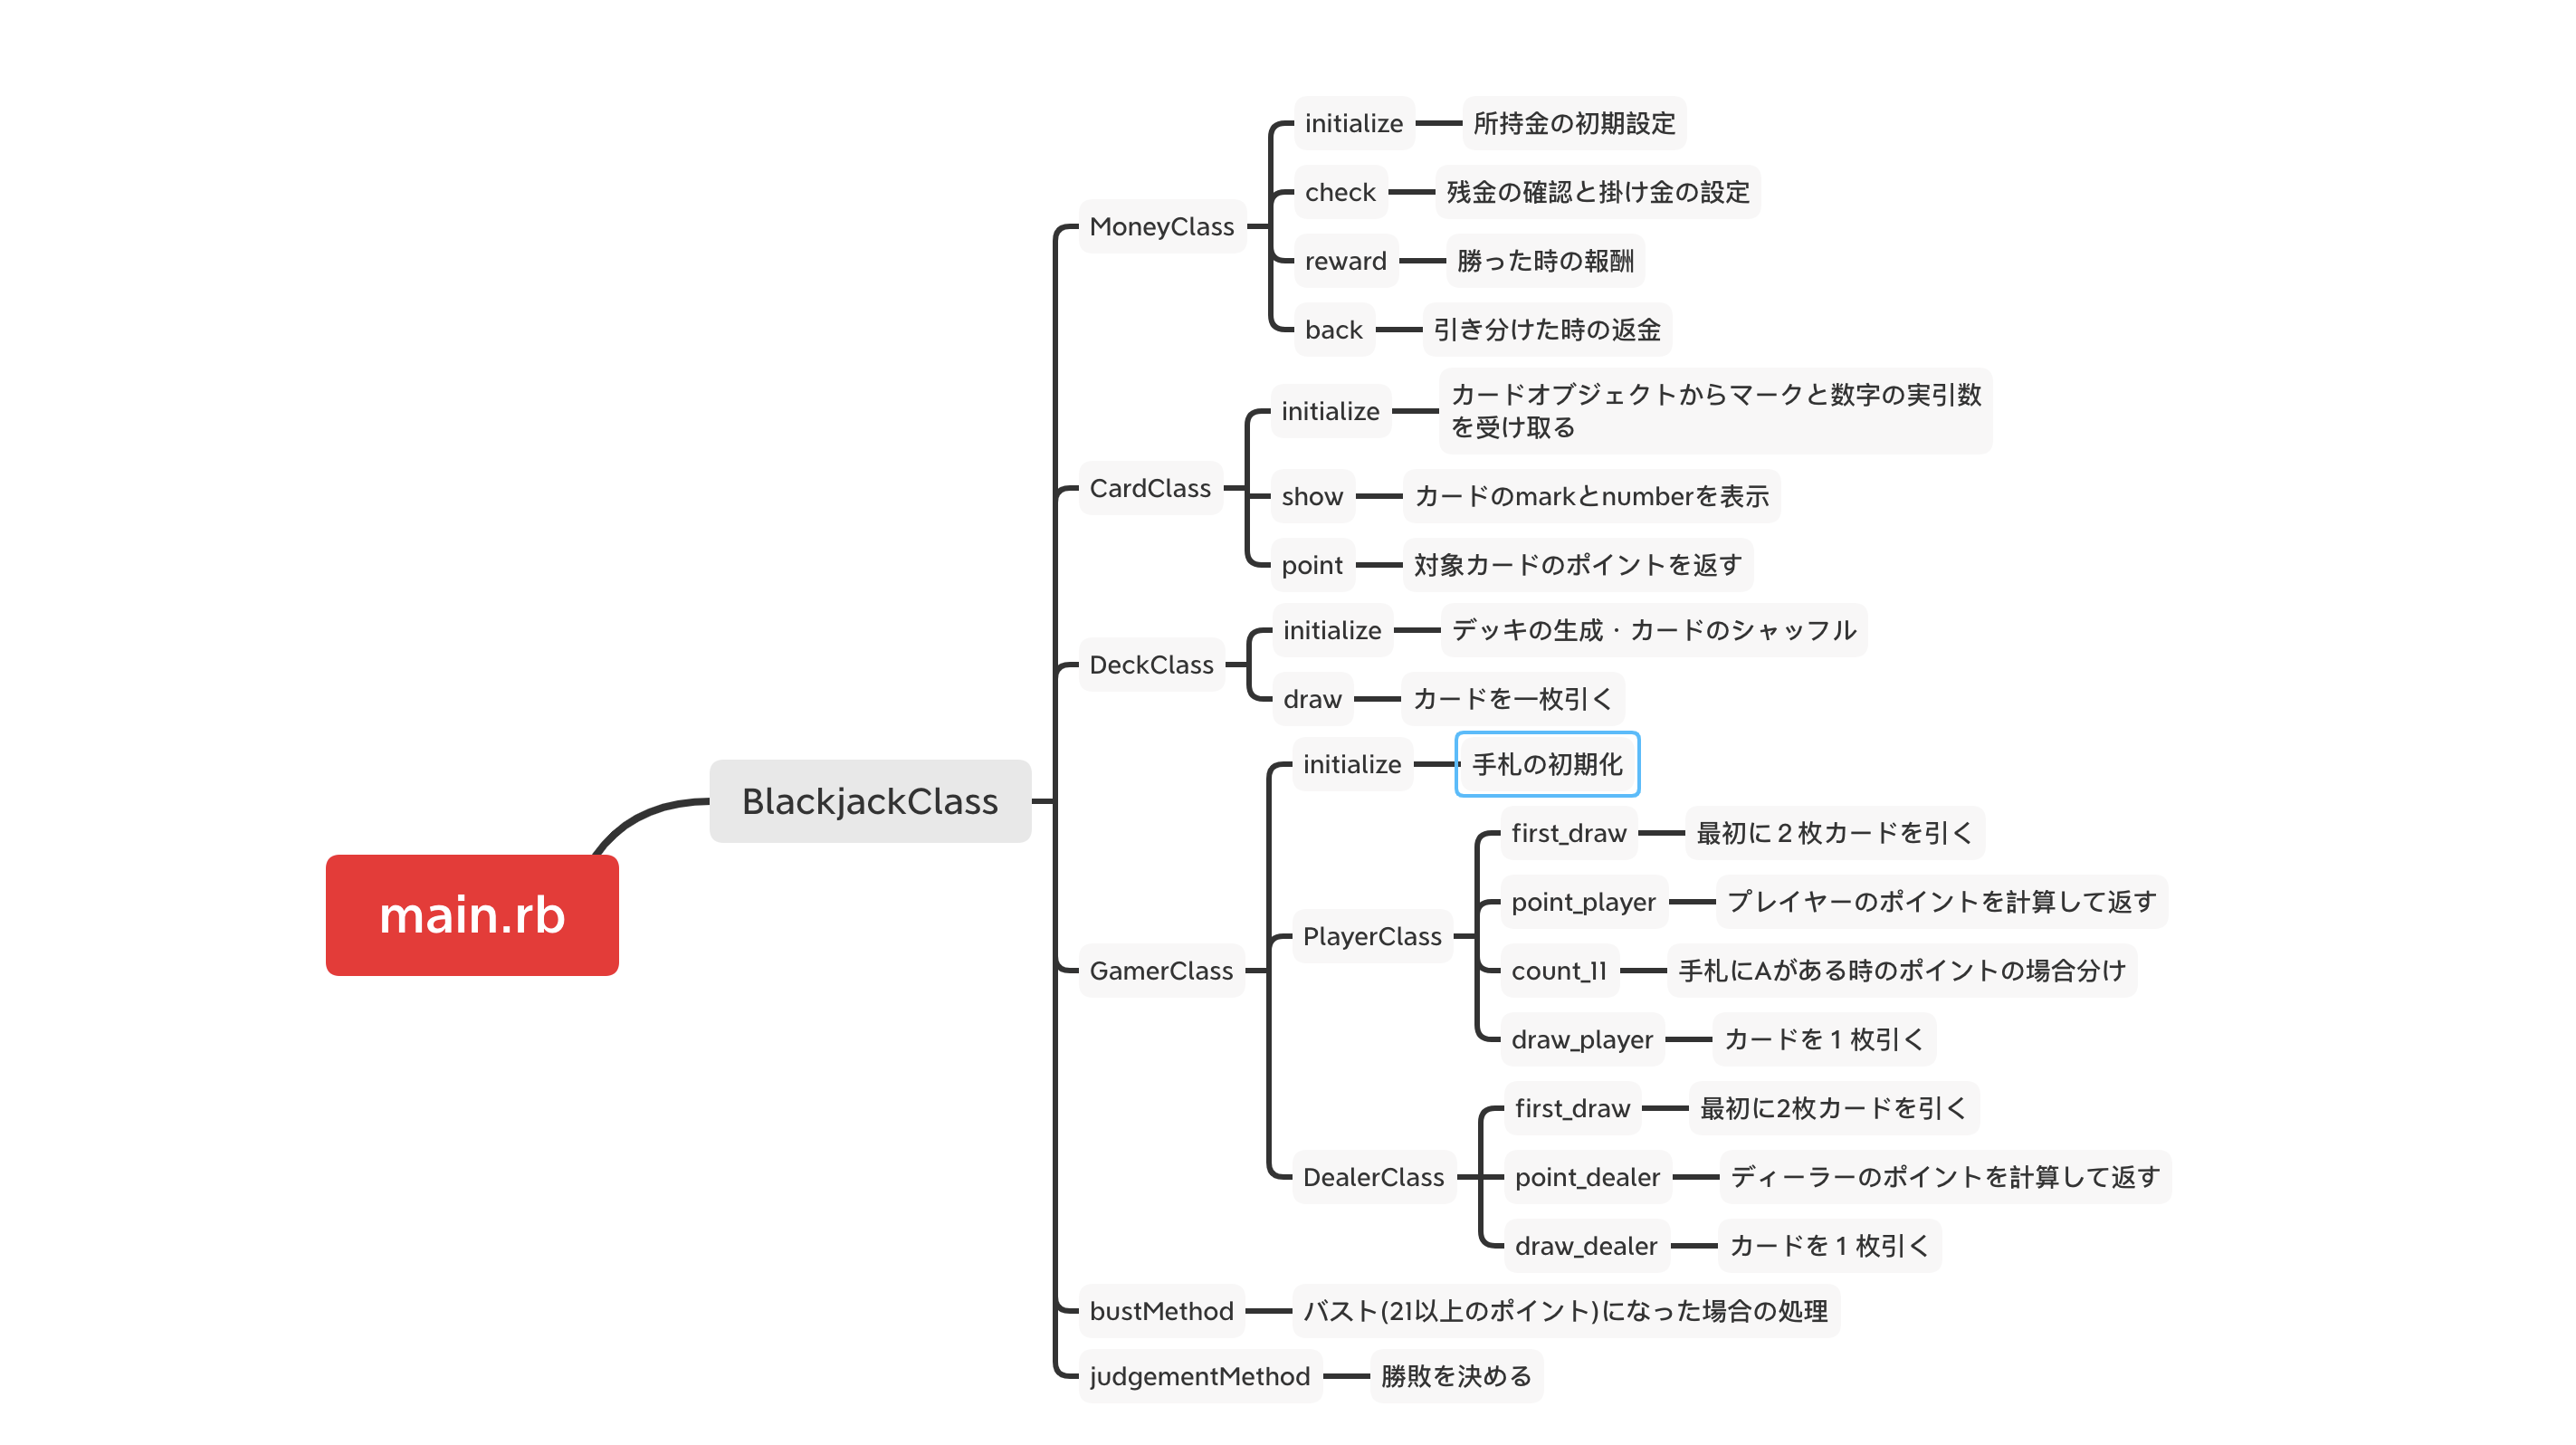 main.rb
BlackjackClass
MoneyClass
initialize
所持金の初期設定
check
残金の確認と掛け金の設定
reward
勝った時の報酬
back
引き分けた時の返金
CardClass
initialize
カードオブジェクトからマークと数字の実引数
を受け取る
show
カードのmarkとnumberを表示
point
対象カードのポイントを返す
DeckClass
initialize
デッキの生成・カードのシャッフル
draw
カードを一枚引く
GamerClass
initialize
手札の初期化
PlayerClass
first_draw
最初に２枚カードを引く
point_player
プレイヤーのポイントを計算して返す
count_11
手札にAがある時のポイントの場合分け
draw_player
カードを１枚引く
DealerClass
first_draw
最初に2枚カードを引く
point_dealer
ディーラーのポイントを計算して返す
draw_dealer
カードを１枚引く
bustMethod
バスト(21以上のポイント)になった場合の処理
judgementMethod
勝敗を決める